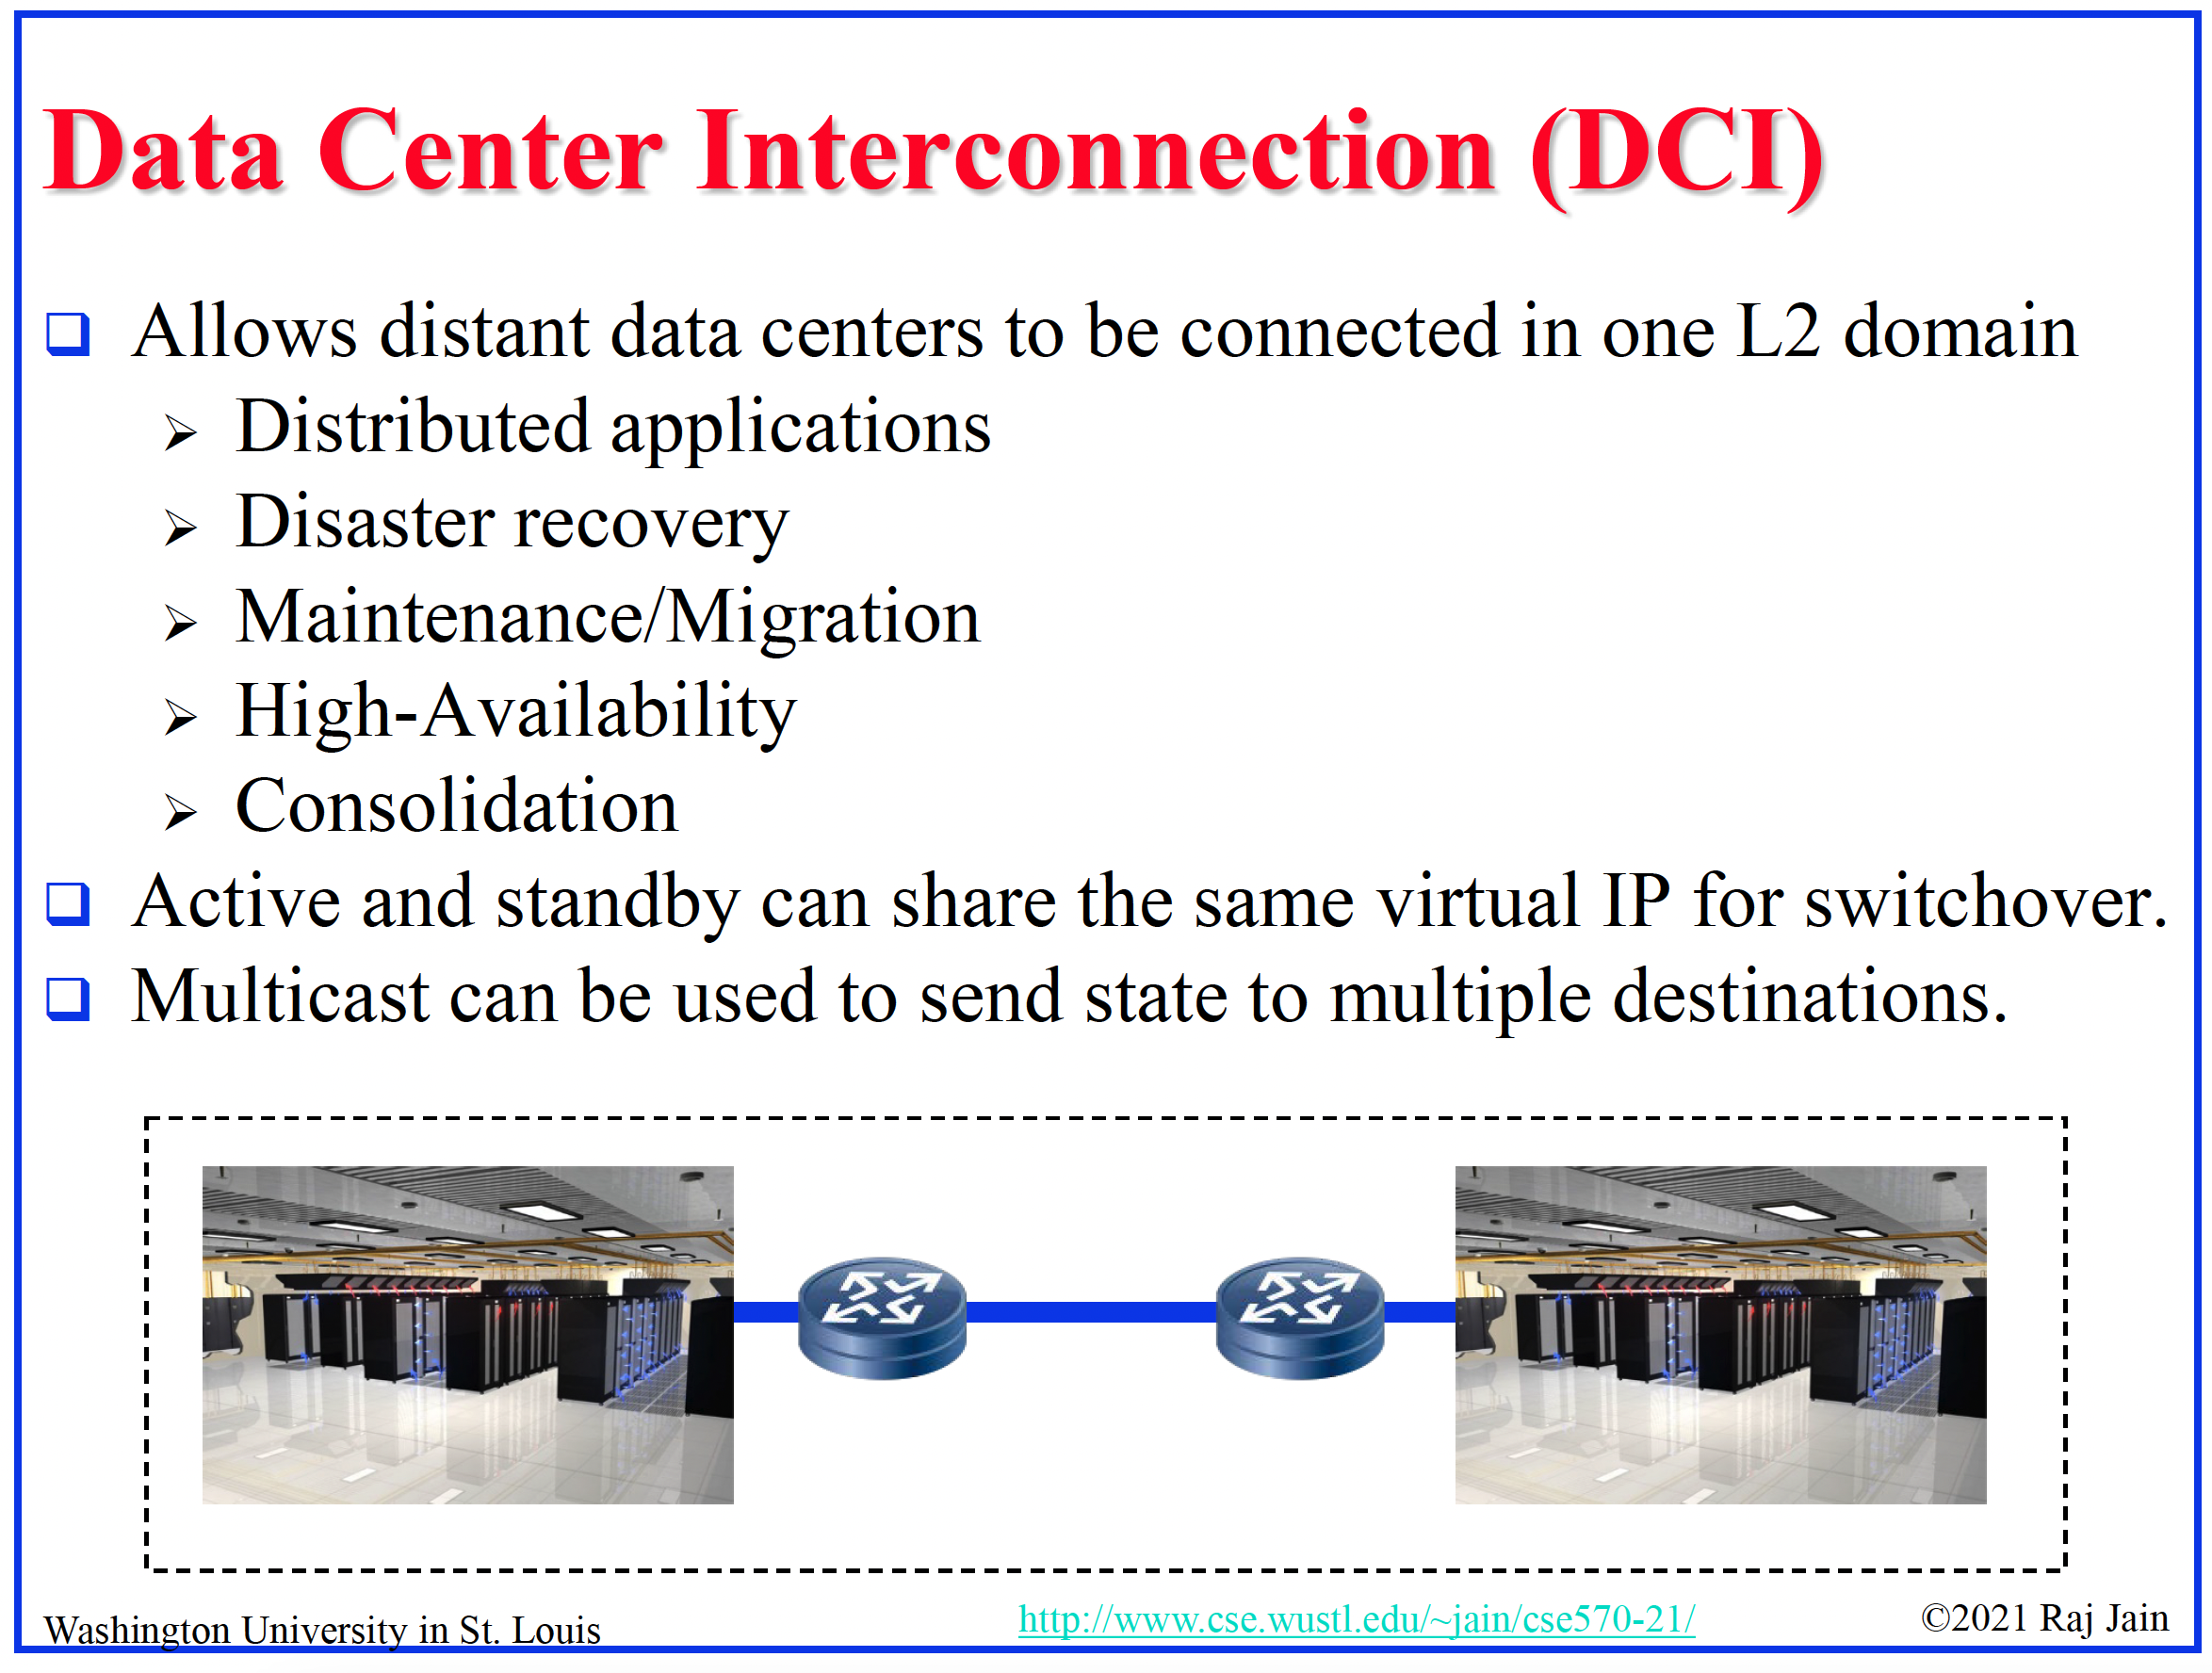 Data Center Interconnection (DCI)
❑ Allows distant data centers to be connected in one L2 domain
➢ Distributed applications
➢ Disaster recovery
➢ Maintenance/Migration
➢ High-Availability
➢ Consolidation
❑ Active and standby can share the same virtual IP for switchover.
❑ Multicast can be used to send state to multiple destinations.
Washington University in St. Louis
http://www.cse.wustl.edu/~jain/cse570-21/
©2021 Raj Jain